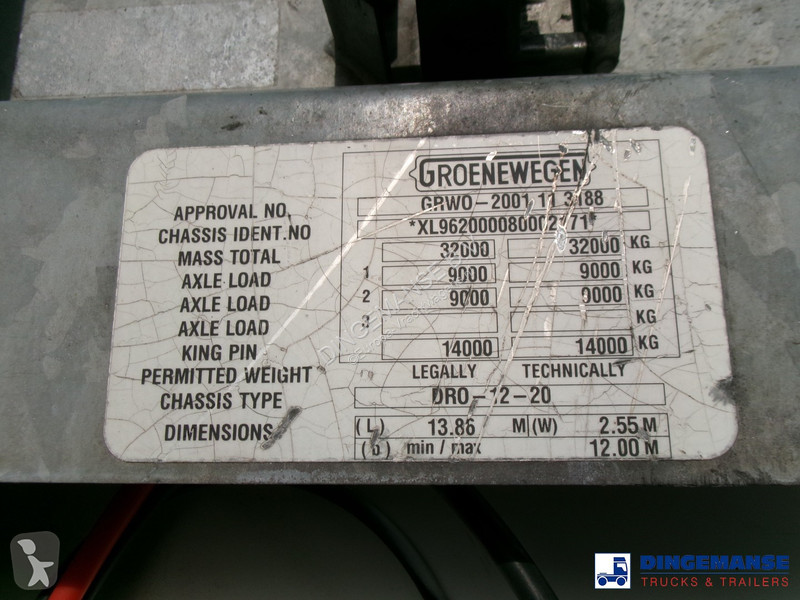 GROENEWEGEN
APPROVAL NO. GRWO-2001 11 3188
CHASSIS IDENT.NO
MASS TOTAL 32000 32000 KG
AXLE LOAD 1 9000 9000 KG
AXLE LOAD 2 9000 9000 KG
AXLE LOAD 3 KG
KING PIN 14000 14000 KG
PERMITTED WEIGHT LEGALLY TECHNICALLY
CHASSIS TYPE DRO-12-20
DIMENSIONS (L) 13.86 M (W) 2.55 M
min / max 12.00 M
DINGEMANSE
TRUCKS & TRAILERS